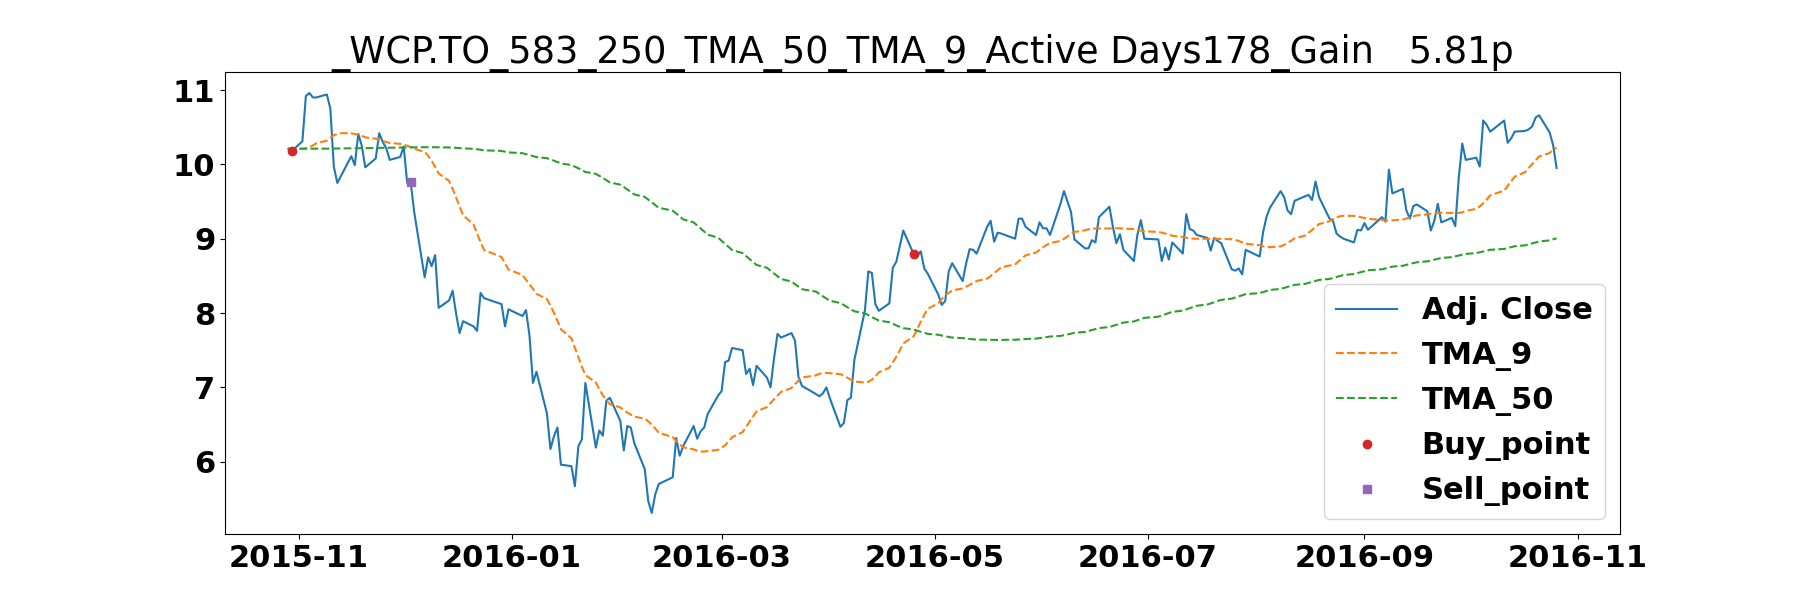 _WCP.TO_583_250_TMA_50_TMA_9_Active Days178_Gain   5.81p
11
10
9
8
7
6
Adj. Close
TMA_9
TMA_50
Buy_point
Sell_point
2015-11 2016-01 2016-03 2016-05 2016-07 2016-09 2016-11